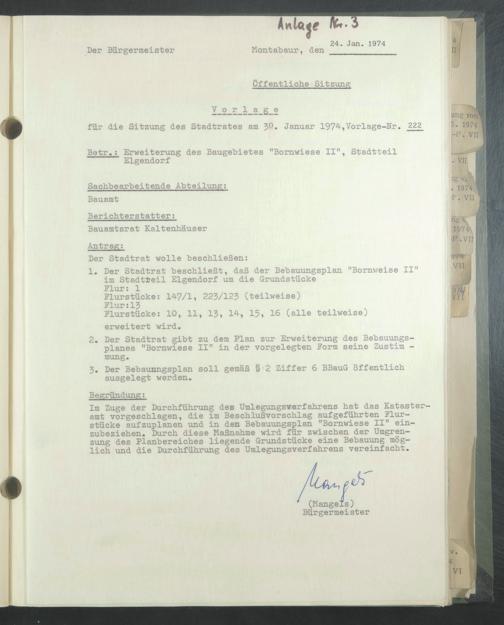 Anlage Nr. 3
Der Bürgermeister
Montabaur, den 24. Jan. 1974
Öffentliche Sitzung
Vorlage
für die Sitzung des Stadtrates am 30. Januar 1974, Vorlage-Nr. 222
Betr.: Erweiterung des Baugebietes "Bornwiese II", Stadtteil
Elgendorf
Sachbearbeitende Abteilung:
Bauamt
Berichterstatter:
Bauamtsrat Kaltenhäuser
Antrag:
Der Stadtrat wolle beschließen:
1. Der Stadtrat beschließt, daß der Bebauungsplan "Bornweise II"
im Stadtteil Elgendorf um die Grundstücke
Flur: 1
Flurstücke: 147/1, 223/123 (teilweise)
Flur:13
Flurstücke: 10, 11, 13, 14, 15, 16 (alle teilweise)
erweitert wird.
2. Der Stadtrat gibt zu dem Plan zur Erweiterung des Bebauungs-
planes "Bornwiese II" in der vorgelegten Form seine Zustim -
mung.
3. Der Bebauungsplan soll gemäß § 2 Ziffer 6 BBauG öffentlich
ausgelegt werden.
Begründung:
Im Zuge der Durchführung des Umlegungsverfahrens hat das Kataster-
amt vorgeschlagen, die im Beschlußvorschlag aufgeführten Flur-
stücke aufzuplanen und in den Bebauungsplan "Bornwiese II" ein-
zubeziehen. Durch diese Maßnahme wird für zwischen der Umgren-
zung des Planbereiches liegende Grundstücke eine Bebauung mög-
lich und die Durchführung des Umlegungsverfahrens vereinfacht.
Mangels
(Mangels)
Bürgermeister
II
1974
VII
1974
VII
1974
VII
VI